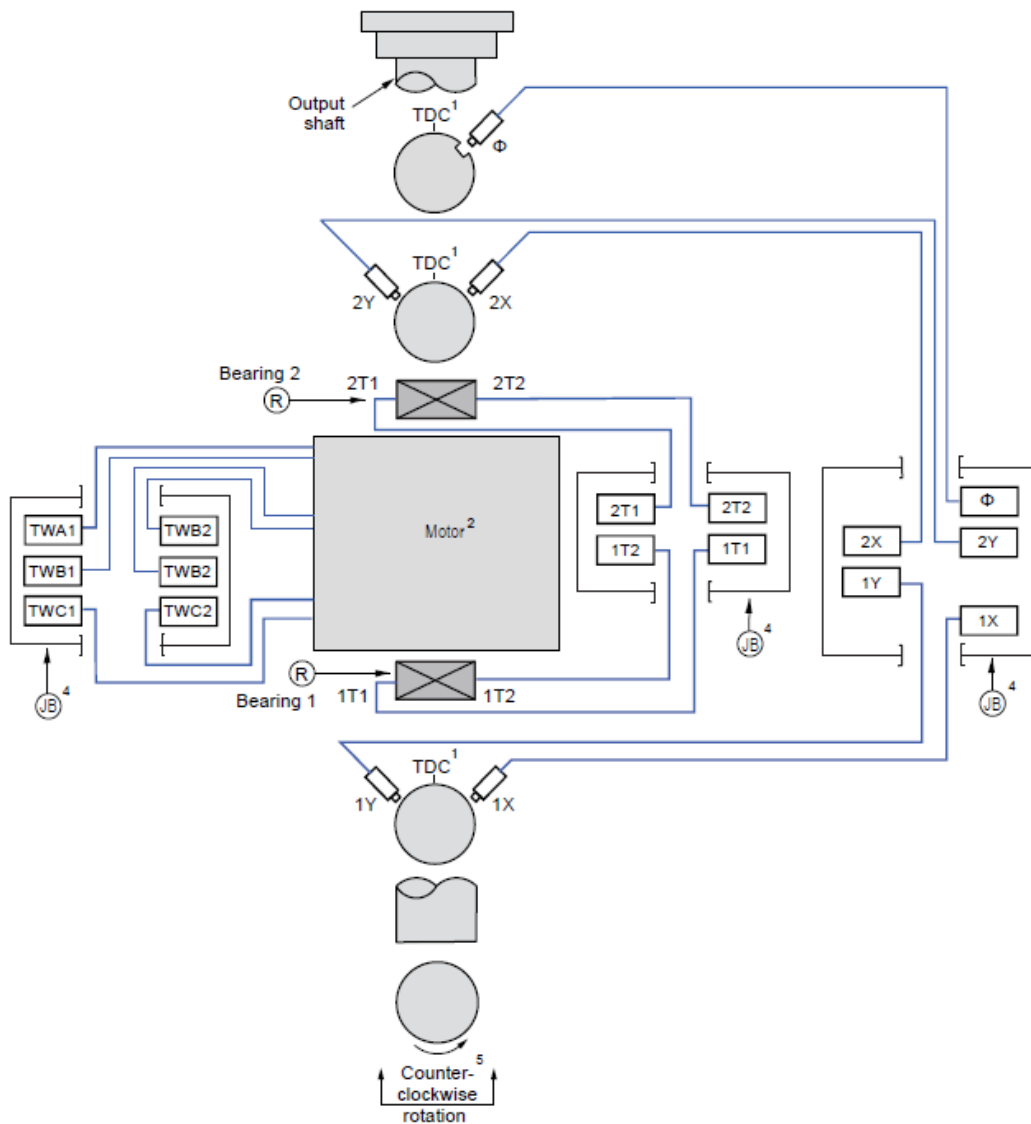 Output
shaft
TDC1
Φ
TDC1
2Y
2X
Bearing 2
R
2T1
2T2
Motor2
TWA1
TWB1
TWC1
TWB2
TWB2
TWC2
2T1
1T2
2T2
1T1
2X
1Y
Φ
2Y
1X
JB4
JB4
JB4
R
Bearing 1
1T1
1T2
TDC1
1Y
1X
Counter-5
clockwise
rotation